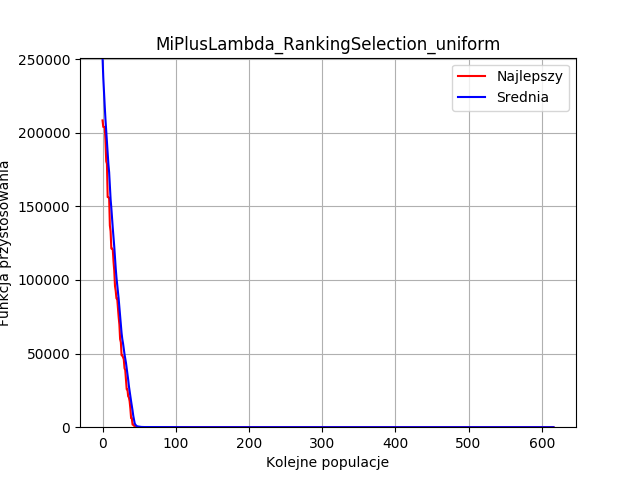 MiPlusLambda_RankingSelection_uniform
Najlepszy
Srednia
Funkcja przystosowania
250000
200000
150000
100000
50000
0
0 100 200 300 400 500 600
Kolejne populacje